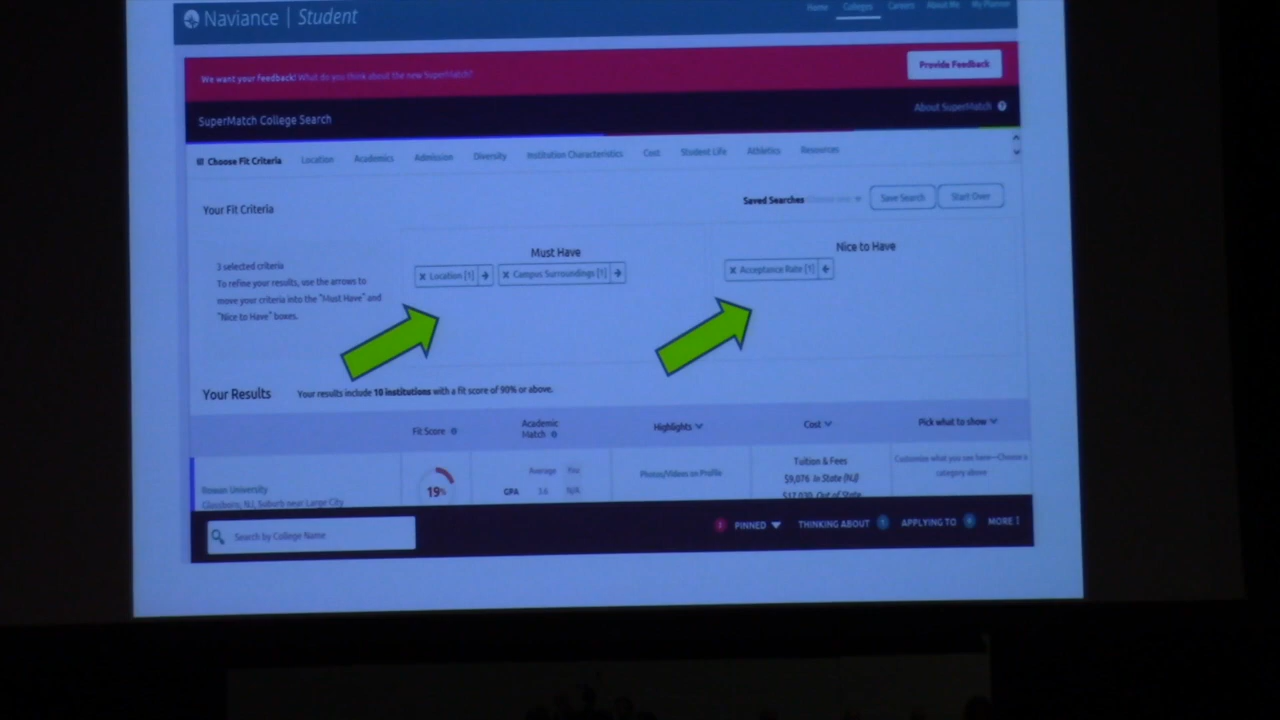 Naviance | Student
Home Colleges Careers About Me My Planner
We want your feedback! What do you think about the new SuperMatch?
Provide Feedback
SuperMatch College Search
About SuperMatch ?
Choose Fit Criteria Location Academics Admission Diversity Institution Characteristics Cost Student Life Athletics Resources
Your Fit Criteria
Saved Searches
Save Search
Start Over
Must Have
Nice to Have
3 selected criteria
To refine your results, use the arrows to
move your criteria into the "Must Have" and
"Nice to Have" boxes.
X Location [1]
X Campus Surroundings [1]
X Acceptance Rate [1]
Your Results Your results include 10 institutions with a fit score of 90% or above.
Fit Score
Academic
Match
Highlights
Cost
Pick what to show
Rowan University
Glassboro, NJ, Suburb near Large City
19%
Average You
GPA 3.6 N/A
Photos/Videos on Profile
Tuition & Fees
$9,076 In State (NJ)
$17,030 Out of State
Customize what you see here—Choose a
category above
Search by College Name
PINNED
THINKING ABOUT
APPLYING TO
MORE